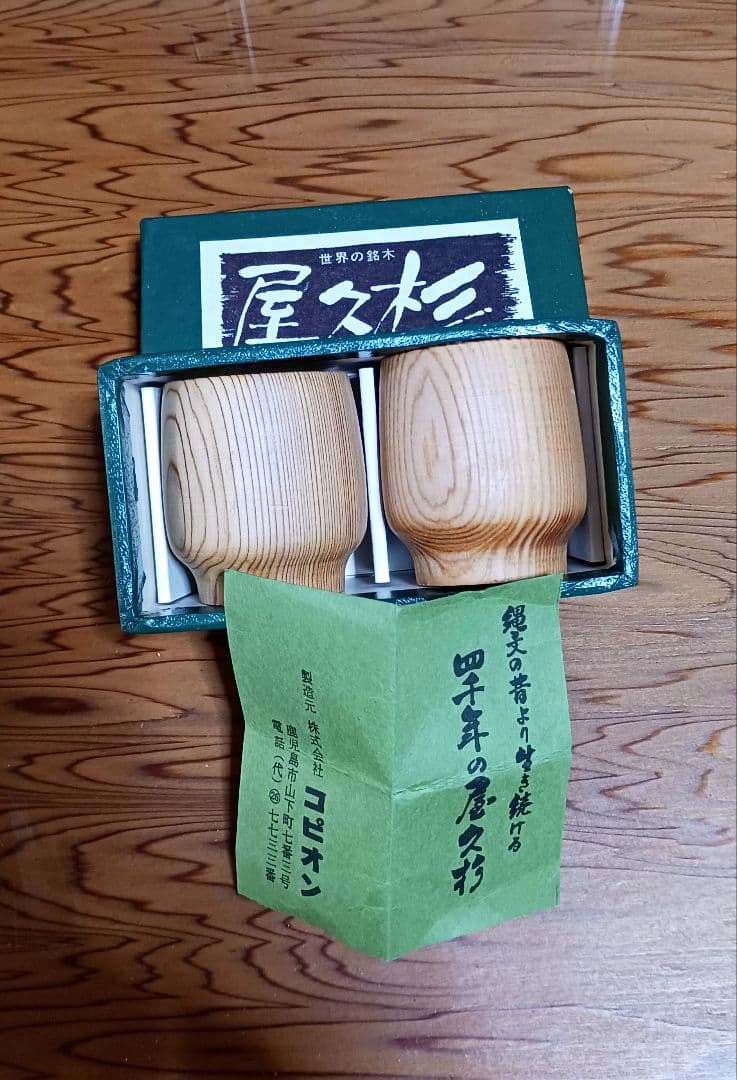 世界の銘木
屋久杉
縄文の昔より生き続ける
四千年の屋久杉
製造元 株式会社 コピオン
鹿児島市山下町七番三号
電話(代)㉖七七三三番